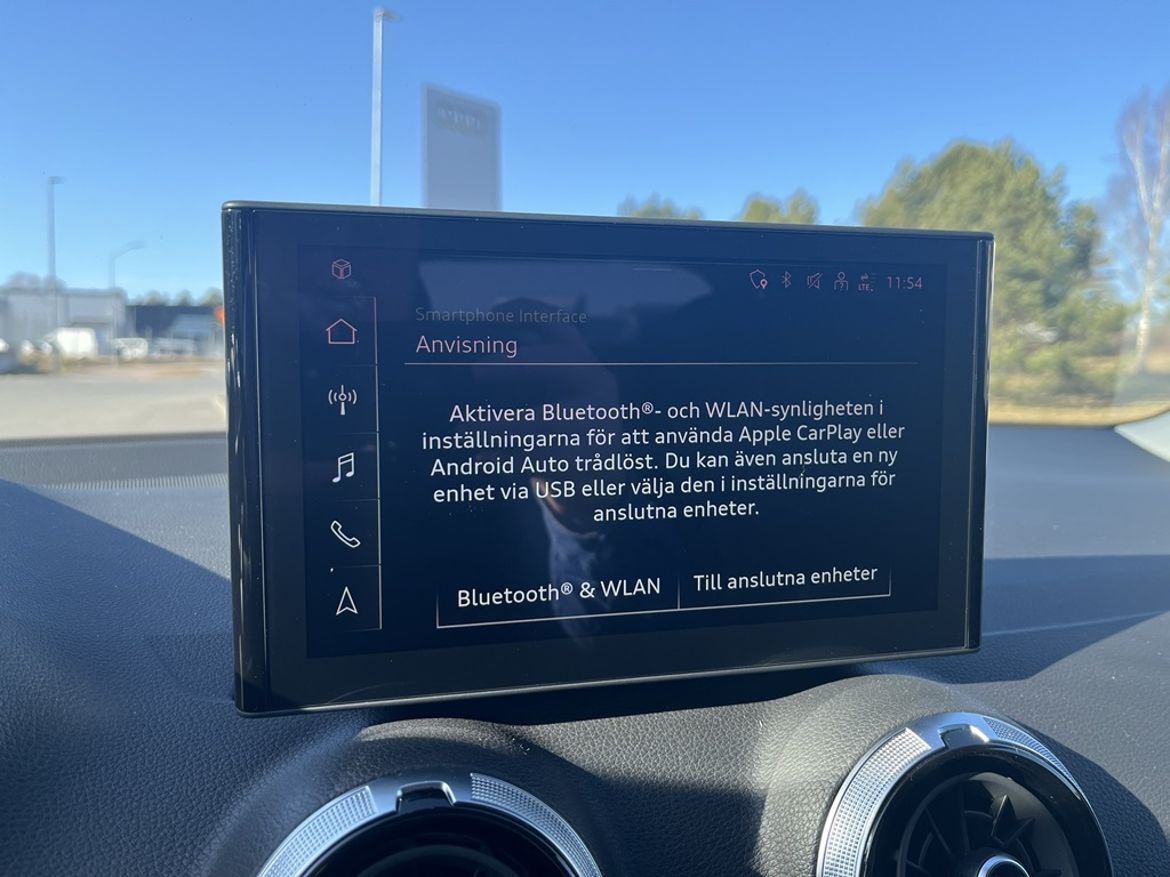 LTE
11:54
Smartphone Interface
Anvisning
Aktivera Bluetooth®- och WLAN-synligheten i
inställningarna för att använda Apple CarPlay eller
Android Auto trådlöst. Du kan även ansluta en ny
enhet via USB eller välja den i inställningarna för
anslutna enheter.
Bluetooth® & WLAN
Till anslutna enheter